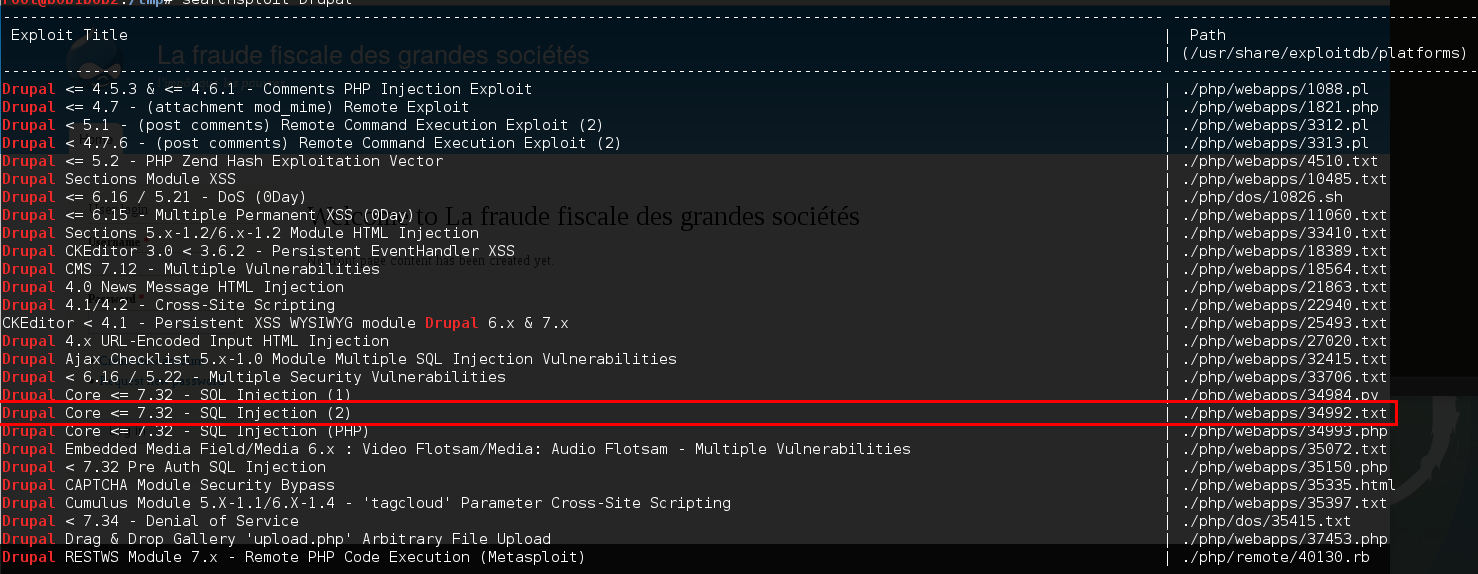 root@bob1bob2:/tmp# searchsploit Drupal
Exploit Title | Path
| (/usr/share/exploitdb/platforms)
Drupal <= 4.5.3 & <= 4.6.1 - Comments PHP Injection Exploit | ./php/webapps/1088.pl
Drupal <= 4.7 - (attachment mod_mime) Remote Exploit | ./php/webapps/1821.php
Drupal < 5.1 - (post comments) Remote Command Execution Exploit (2) | ./php/webapps/3312.pl
Drupal < 4.7.6 - (post comments) Remote Command Execution Exploit (2) | ./php/webapps/3313.pl
Drupal <= 5.2 - PHP Zend Hash Exploitation Vector | ./php/webapps/4510.txt
Drupal Sections Module XSS | ./php/webapps/10485.txt
Drupal <= 6.16 / 5.21 - DoS (0Day) | ./php/dos/10826.sh
Drupal <= 6.15 - Multiple Permanent XSS (0Day) | ./php/webapps/11060.txt
Drupal Sections 5.x-1.2/6.x-1.2 Module HTML Injection | ./php/webapps/33410.txt
Drupal CKEditor 3.0 < 3.6.2 - Persistent EventHandler XSS | ./php/webapps/18389.txt
Drupal CMS 7.12 - Multiple Vulnerabilities | ./php/webapps/18564.txt
Drupal 4.0 News Message HTML Injection | ./php/webapps/21863.txt
Drupal 4.1/4.2 - Cross-Site Scripting | ./php/webapps/22940.txt
CKEditor < 4.1 - Persistent XSS WYSIWYG module Drupal 6.x & 7.x | ./php/webapps/25493.txt
Drupal 4.x URL-Encoded Input HTML Injection | ./php/webapps/27020.txt
Drupal Ajax Checklist 5.x-1.0 Module Multiple SQL Injection Vulnerabilities | ./php/webapps/32415.txt
Drupal < 6.16 / 5.22 - Multiple Security Vulnerabilities | ./php/webapps/33706.txt
Drupal Core <= 7.32 - SQL Injection (1) | ./php/webapps/34984.py
Drupal Core <= 7.32 - SQL Injection (2) | ./php/webapps/34992.txt
Drupal Core <= 7.32 - SQL Injection (PHP) | ./php/webapps/34993.php
Drupal Embedded Media Field/Media 6.x : Video Flotsam/Media: Audio Flotsam - Multiple Vulnerabilities | ./php/webapps/35072.txt
Drupal < 7.32 Pre Auth SQL Injection | ./php/webapps/35150.php
Drupal CAPTCHA Module Security Bypass | ./php/webapps/35335.html
Drupal Cumulus Module 5.X-1.1/6.X-1.4 - 'tagcloud' Parameter Cross-Site Scripting | ./php/webapps/35397.txt
Drupal < 7.34 - Denial of Service | ./php/dos/35415.txt
Drupal Drag & Drop Gallery 'upload.php' Arbitrary File Upload | ./php/webapps/37453.php
Drupal RESTWS Module 7.x - Remote PHP Code Execution (Metasploit) | ./php/remote/40130.rb
La fraude fiscale des grandes sociétés
User login
Username *
Password *
Welcome to La fraude fiscale des grandes sociétés
No front page content has been created yet.